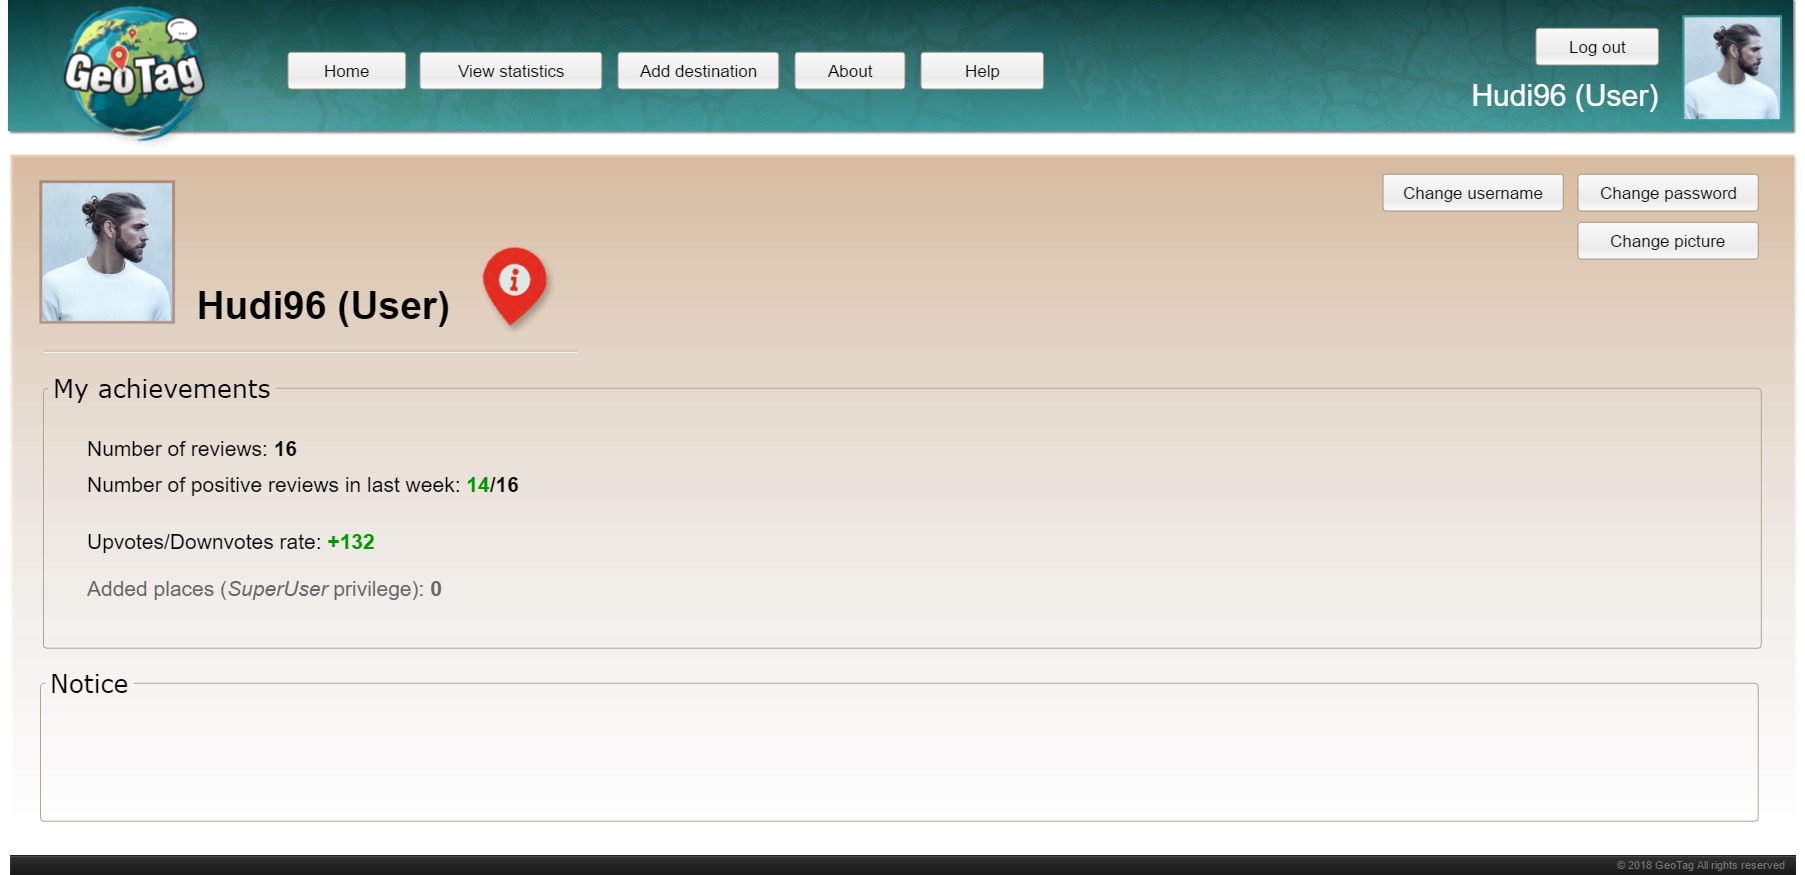 GeoTag
Home
View statistics
Add destination
About
Help
Log out
Hudi96 (User)
Change username
Change password
Change picture
Hudi96 (User)
i
My achievements
Number of reviews: 16
Number of positive reviews in last week: 14/16
Upvotes/Downvotes rate: +132
Added places (SuperUser privilege): 0
Notice
© 2018 GeoTag All rights reserved